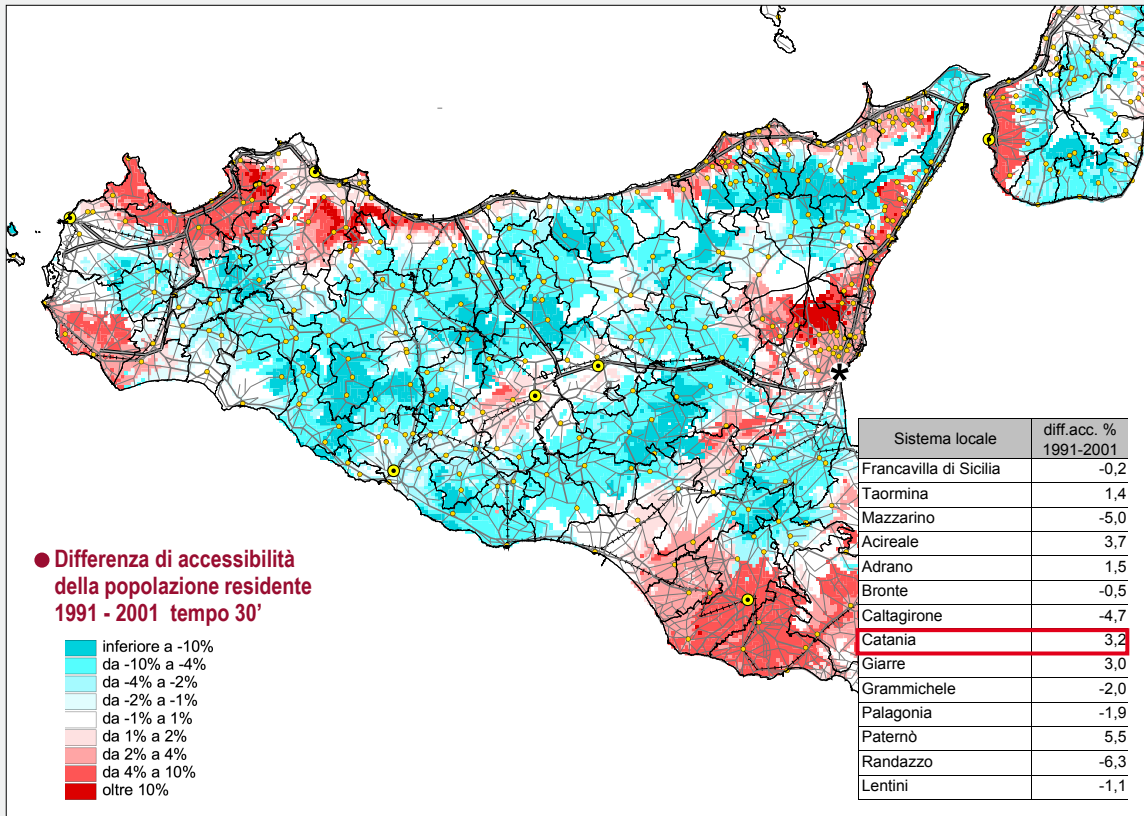 Sistema locale diff.acc. % 1991-2001
Francavilla di Sicilia -0,2
Taormina 1,4
Mazzarino -5,0
Acireale 3,7
Adrano 1,5
Bronte -0,5
Caltagirone -4,7
Catania 3,2
Giarre 3,0
Grammichele -2,0
Palagonia -1,9
Paternò 5,5
Randazzo -6,3
Lentini -1,1
Differenza di accessibilità
della popolazione residente
1991 - 2001 tempo 30'
inferiore a -10%
da -10% a -4%
da -4% a -2%
da -2% a -1%
da -1% a 1%
da 1% a 2%
da 2% a 4%
da 4% a 10%
oltre 10%